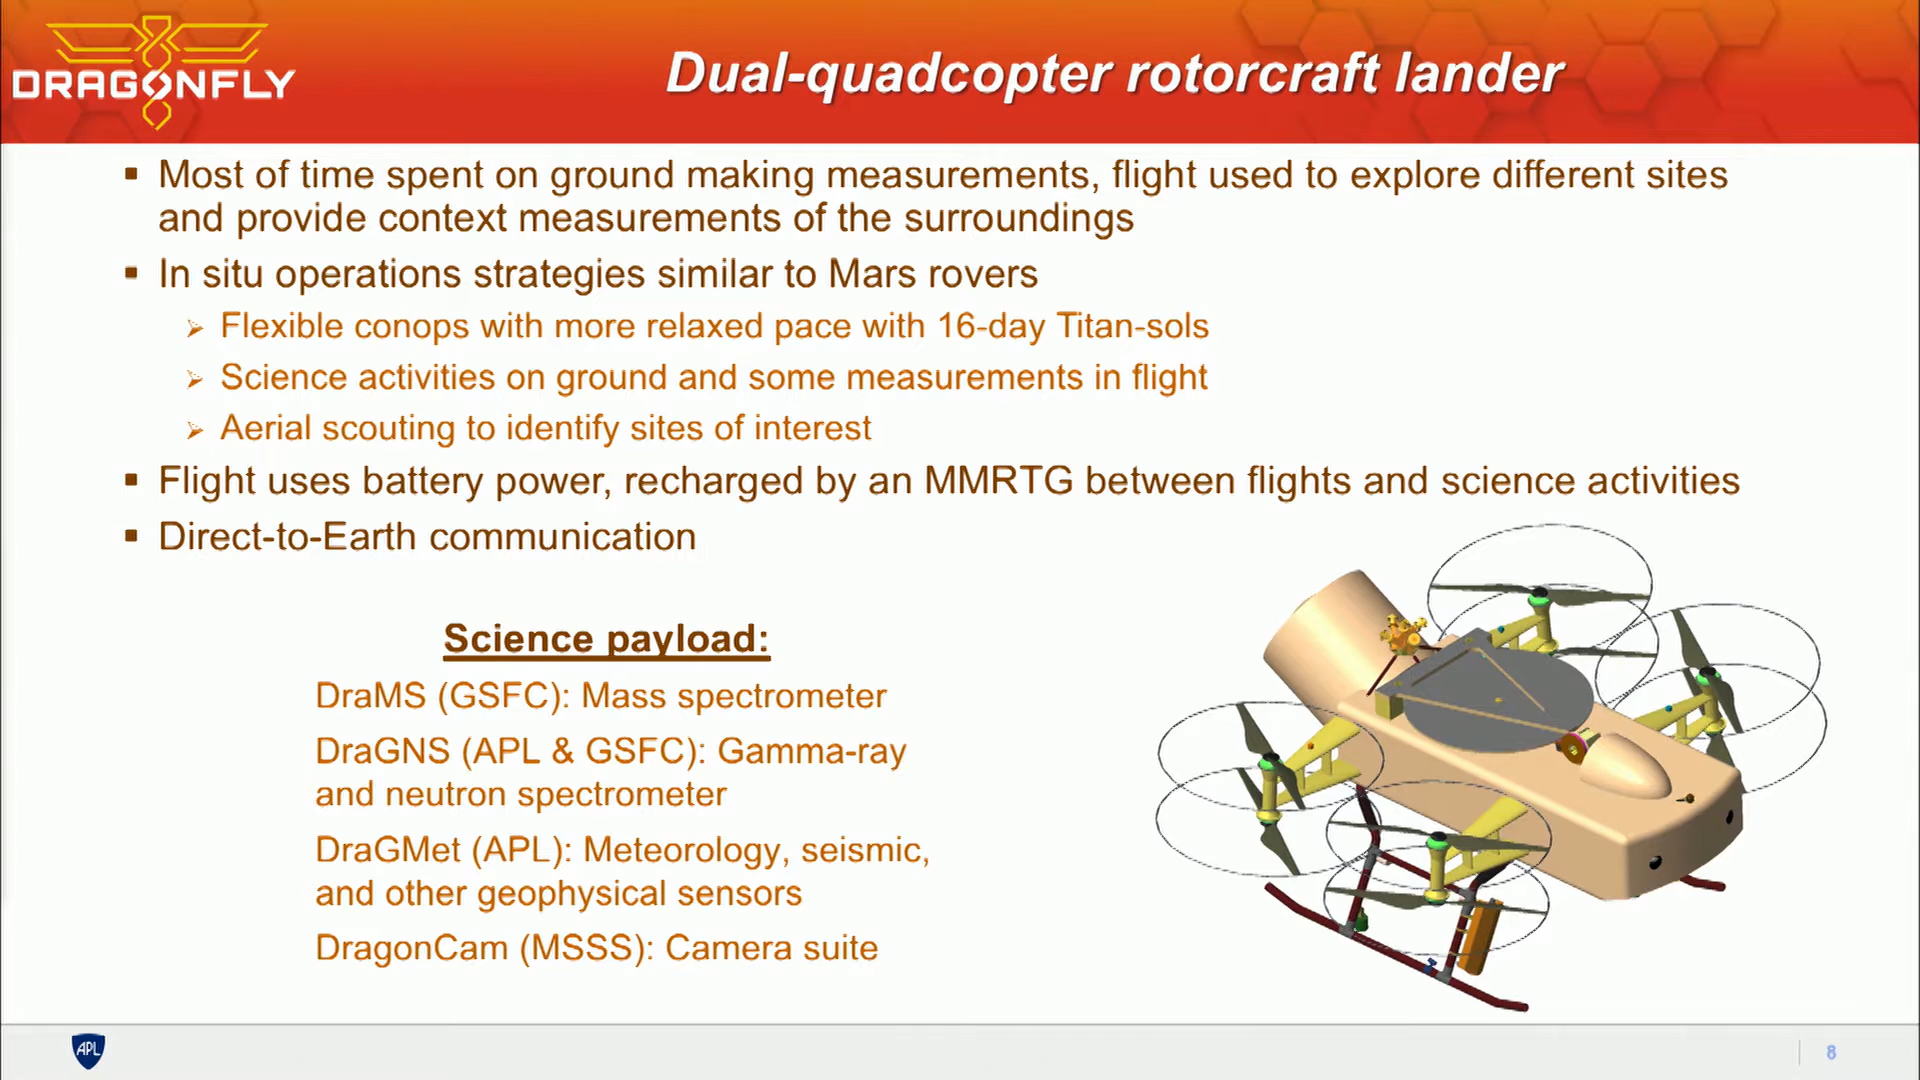 DRAGONFLY
Dual-quadcopter rotorcraft lander
▪ Most of time spent on ground making measurements, flight used to explore different sites
and provide context measurements of the surroundings
▪ In situ operations strategies similar to Mars rovers
➢ Flexible conops with more relaxed pace with 16-day Titan-sols
➢ Science activities on ground and some measurements in flight
➢ Aerial scouting to identify sites of interest
▪ Flight uses battery power, recharged by an MMRTG between flights and science activities
▪ Direct-to-Earth communication
Science payload:
DraMS (GSFC): Mass spectrometer
DraGNS (APL & GSFC): Gamma-ray
and neutron spectrometer
DraGMet (APL): Meteorology, seismic,
and other geophysical sensors
DragonCam (MSSS): Camera suite
APL
8